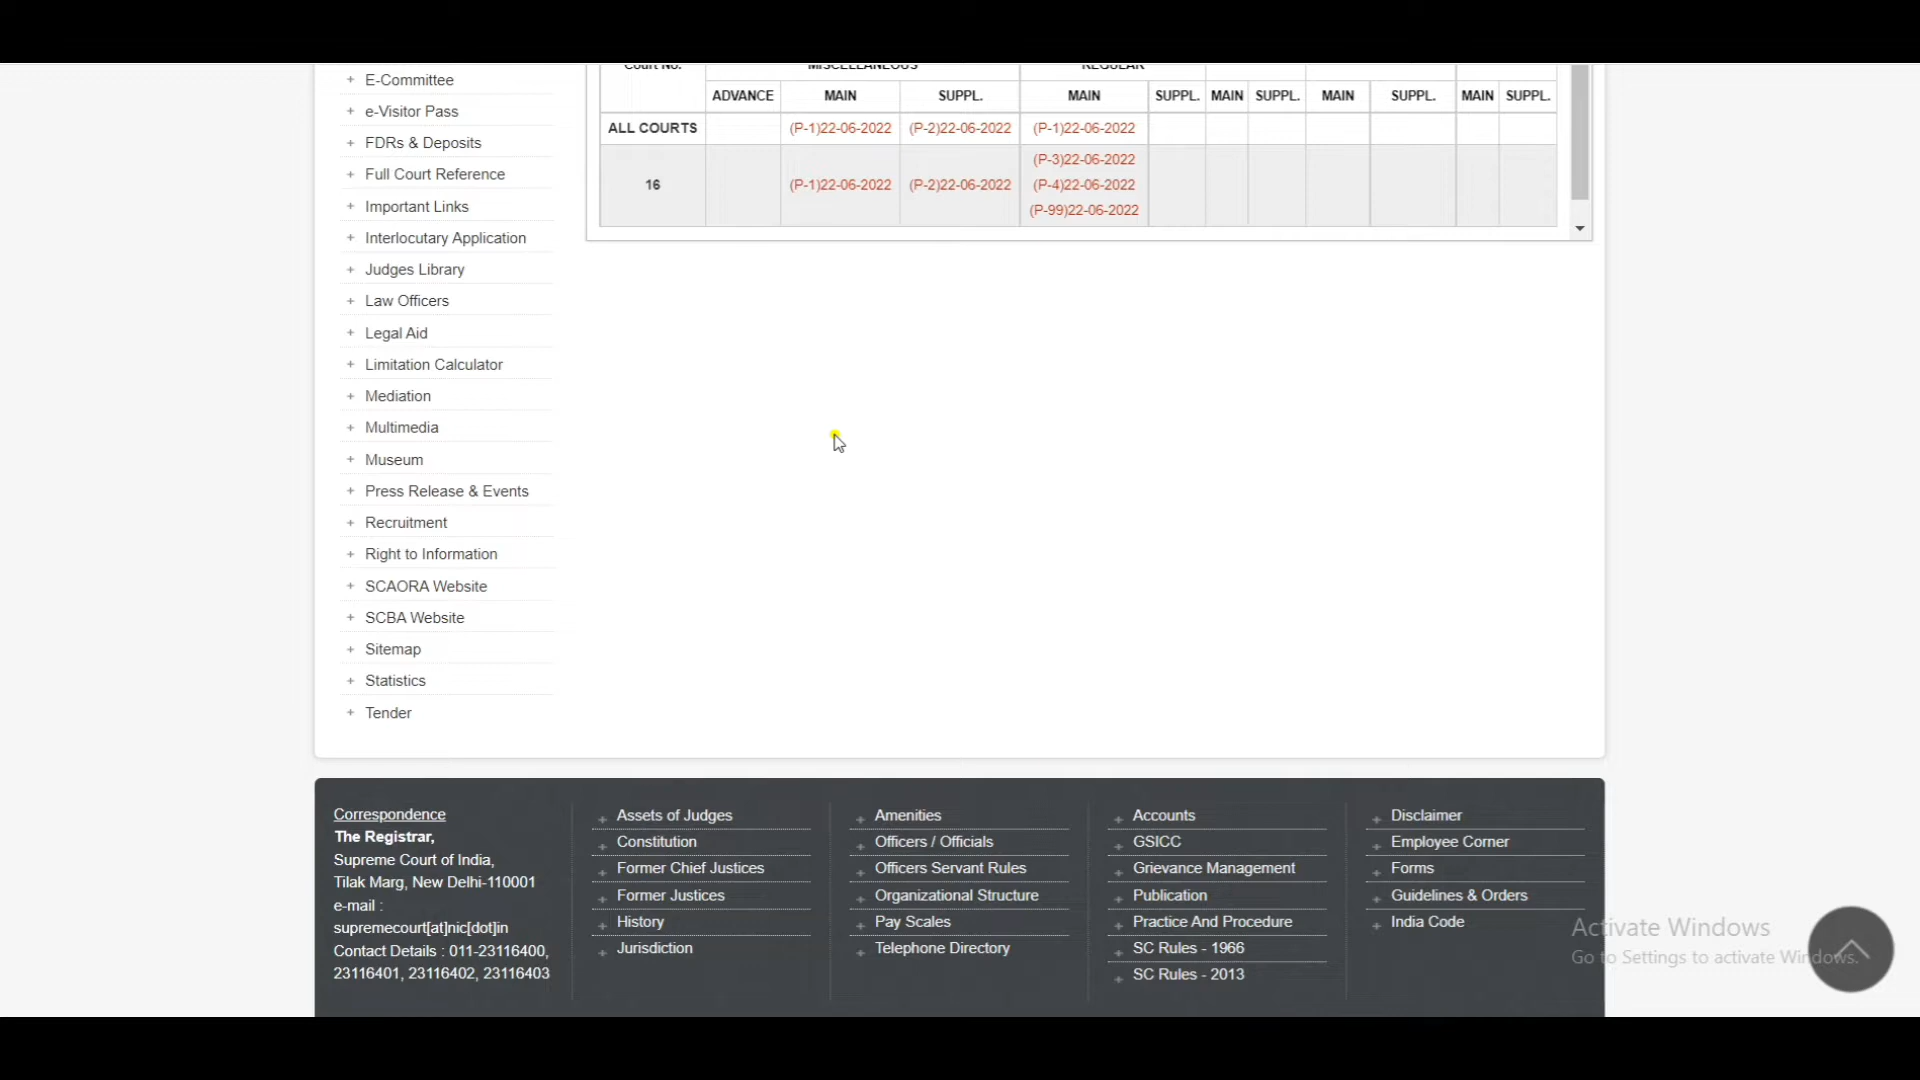 E-Committee
e-Visitor Pass
FDRs & Deposits
Full Court Reference
Important Links
Interlocutary Application
Judges Library
Law Officers
Legal Aid
Limitation Calculator
Mediation
Multimedia
Museum
Press Release & Events
Recruitment
Right to Information
SCAORA Website
SCBA Website
Sitemap
Statistics
Tender
Court No. MISCELLANEOUS REGULAR
ADVANCE MAIN SUPPL. MAIN SUPPL. MAIN SUPPL. MAIN SUPPL. MAIN SUPPL.
ALL COURTS (P-1)22-06-2022 (P-2)22-06-2022 (P-1)22-06-2022
(P-3)22-06-2022
16 (P-1)22-06-2022 (P-2)22-06-2022 (P-4)22-06-2022
(P-99)22-06-2022
Correspondence
The Registrar,
Supreme Court of India,
Tilak Marg, New Delhi-110001
e-mail :
supremecourt[at]nic[dot]in
Contact Details : 011-23116400,
23116401, 23116402, 23116403
Assets of Judges
Constitution
Former Chief Justices
Former Justices
History
Jurisdiction
Amenities
Officers / Officials
Officers Servant Rules
Organizational Structure
Pay Scales
Telephone Directory
Accounts
GSICC
Grievance Management
Publication
Practice And Procedure
SC Rules - 1966
SC Rules - 2013
Disclaimer
Employee Corner
Forms
Guidelines & Orders
India Code
Activate Windows
Go to Settings to activate Windows.